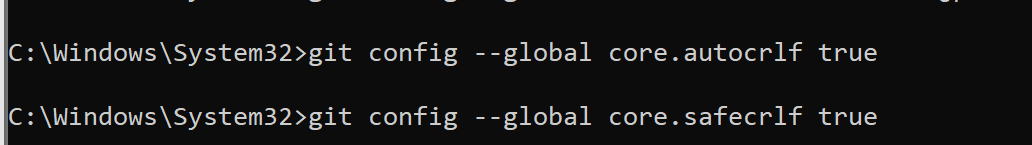 C:\Windows\System32>git config --global core.autocrlf true
C:\Windows\System32>git config --global core.safecrlf true